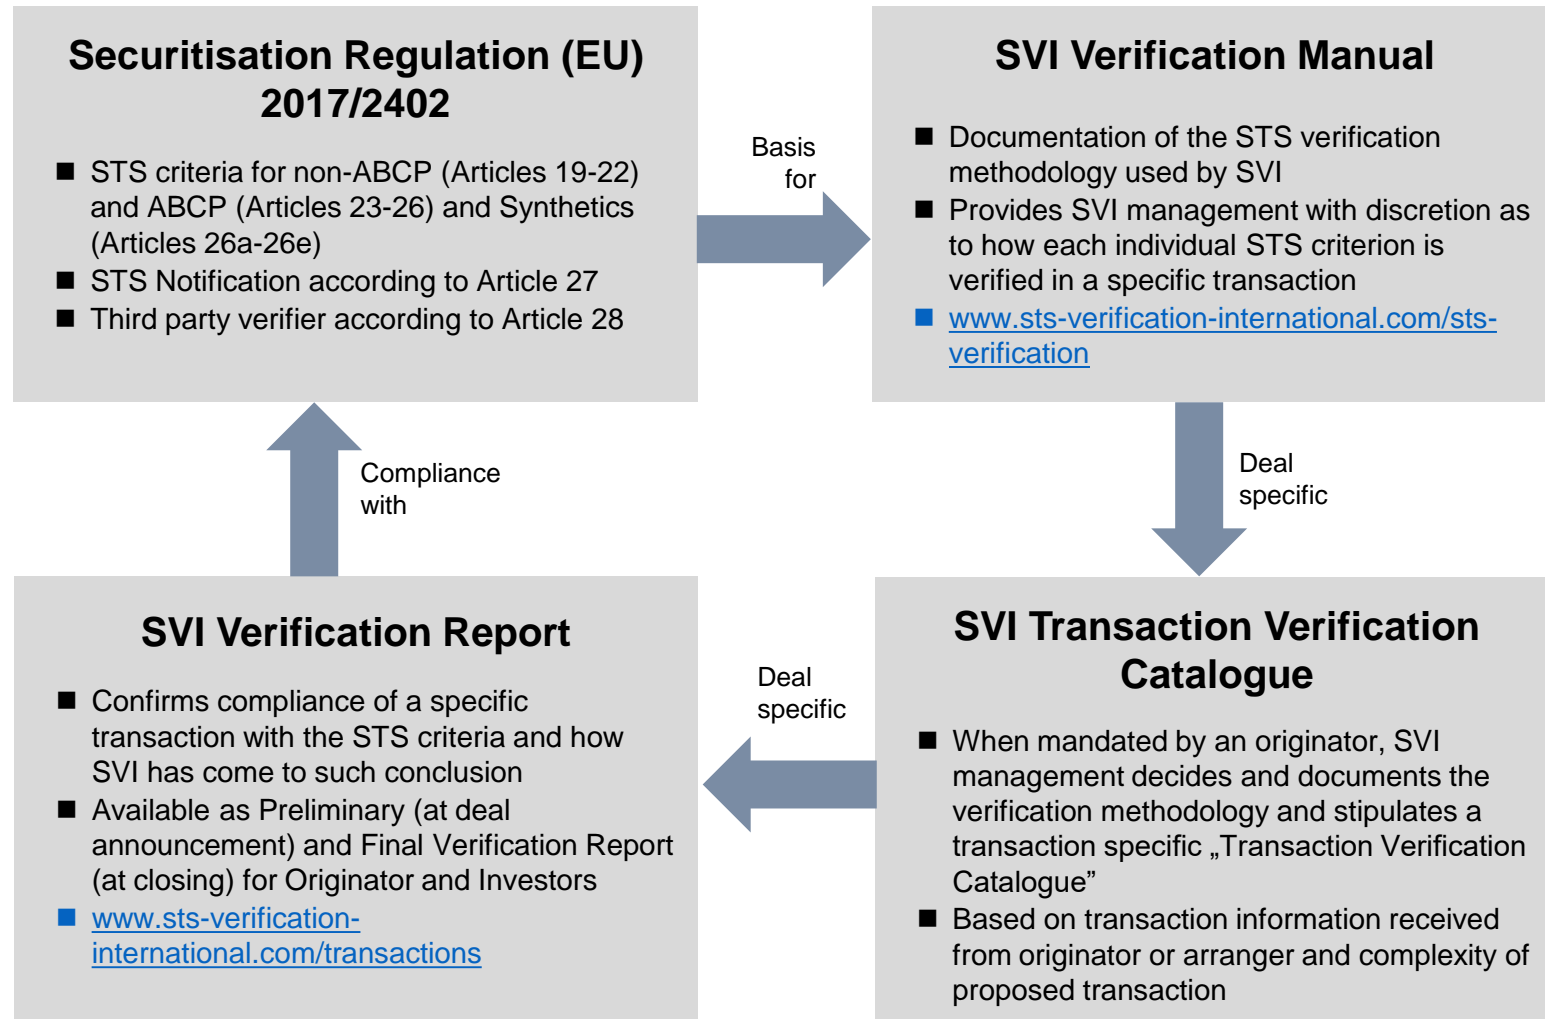 Securitisation Regulation (EU)
2017/2402
■ STS criteria for non-ABCP (Articles 19-22)
and ABCP (Articles 23-26) and Synthetics
(Articles 26a-26e)
■ STS Notification according to Article 27
■ Third party verifier according to Article 28
Basis
for
SVI Verification Manual
■ Documentation of the STS verification
methodology used by SVI
■ Provides SVI management with discretion as
to how each individual STS criterion is
verified in a specific transaction
■ www.sts-verification-international.com/sts-
verification
Compliance
with
Deal
specific
SVI Verification Report
■ Confirms compliance of a specific
transaction with the STS criteria and how
SVI has come to such conclusion
■ Available as Preliminary (at deal
announcement) and Final Verification Report
(at closing) for Originator and Investors
■ www.sts-verification-
international.com/transactions
Deal
specific
SVI Transaction Verification
Catalogue
■ When mandated by an originator, SVI
management decides and documents the
verification methodology and stipulates a
transaction specific „Transaction Verification
Catalogue”
■ Based on transaction information received
from originator or arranger and complexity of
proposed transaction